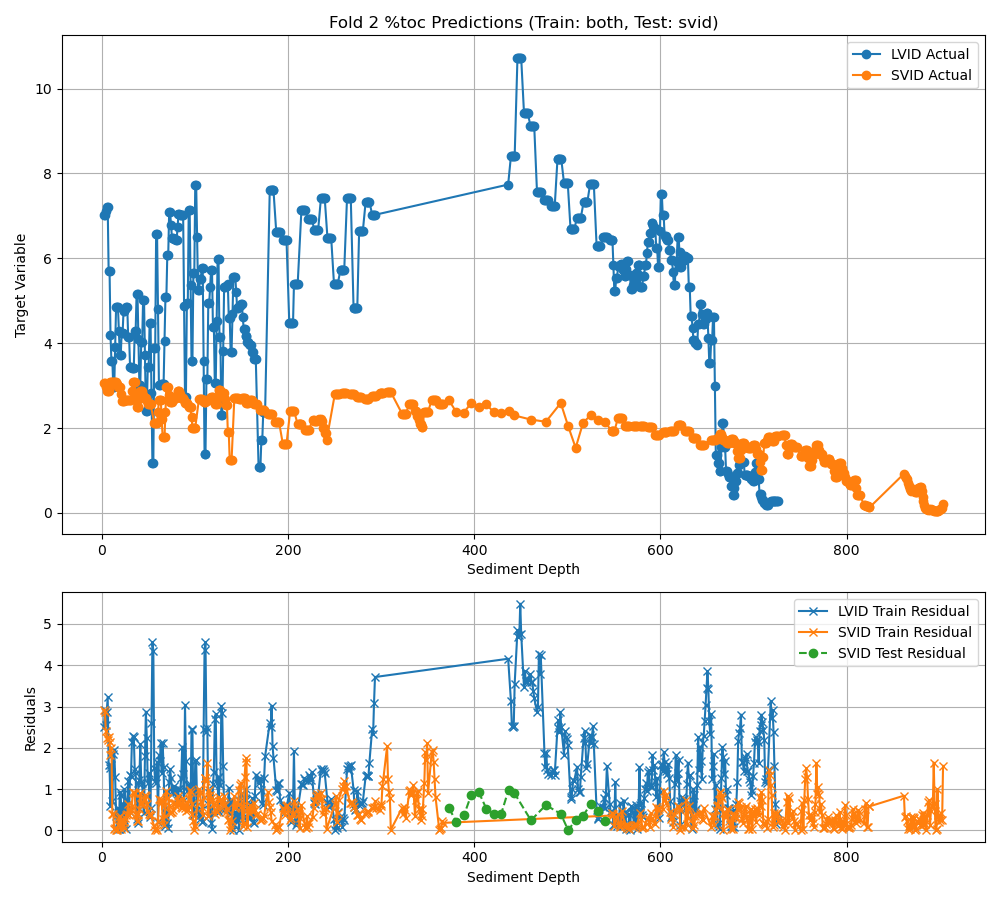 Fold 2 %toc Predictions (Train: both, Test: svid)
LVID Actual
SVID Actual
Target Variable
10
8
6
4
2
0
0 200 400 600 800
Sediment Depth
LVID Train Residual
SVID Train Residual
SVID Test Residual
Residuals
5
4
3
2
1
0
0 200 400 600 800
Sediment Depth